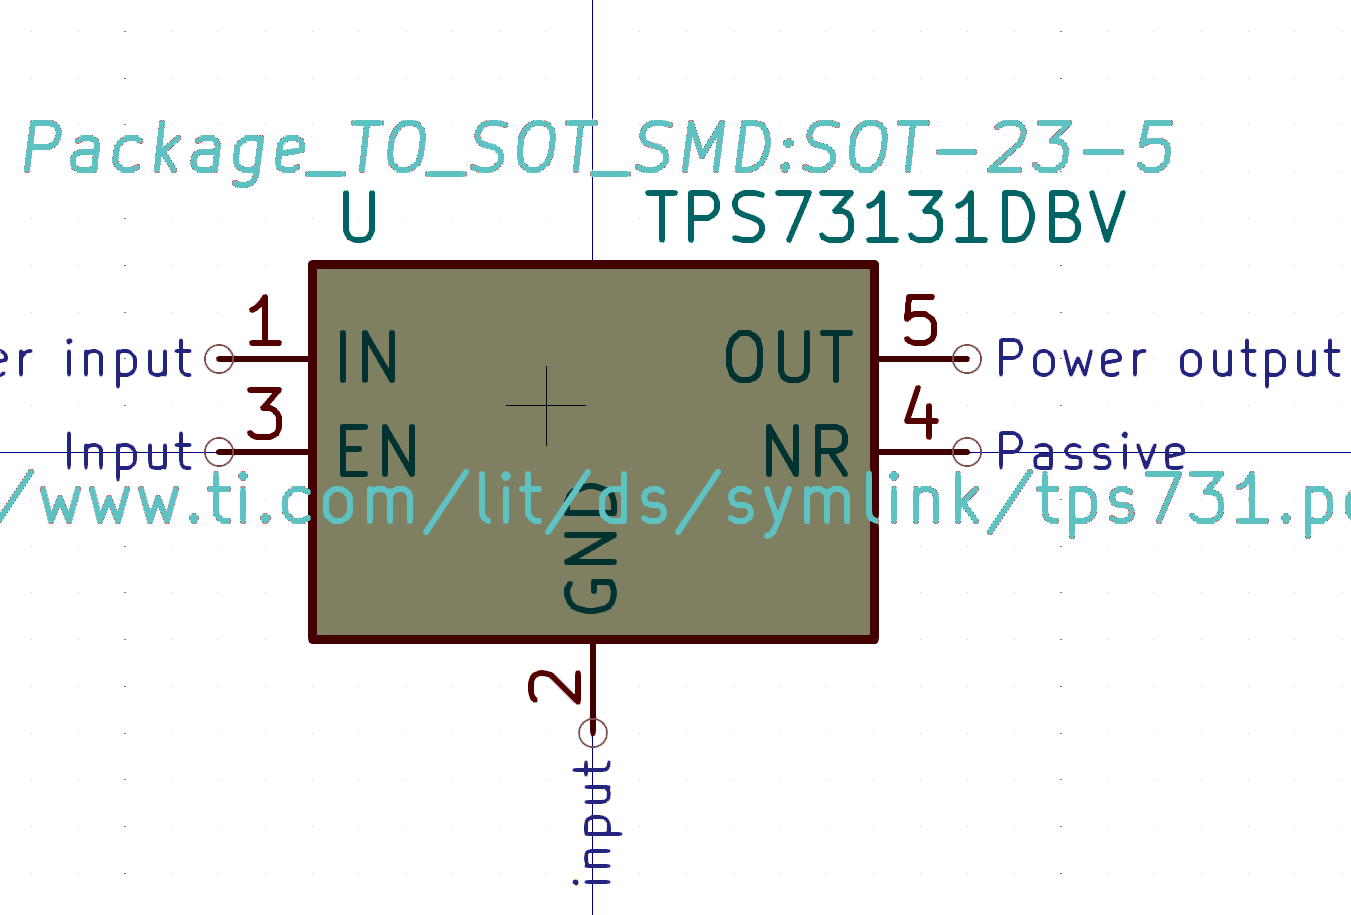 Package_TO_SOT_SMD:SOT-23-5
U TPS73131DBV
er input 1 IN OUT 5 Power output
Input 3 EN NR 4 Passive
/www.ti.com/lit/ds/symlink/tps731.p
GND
2
input